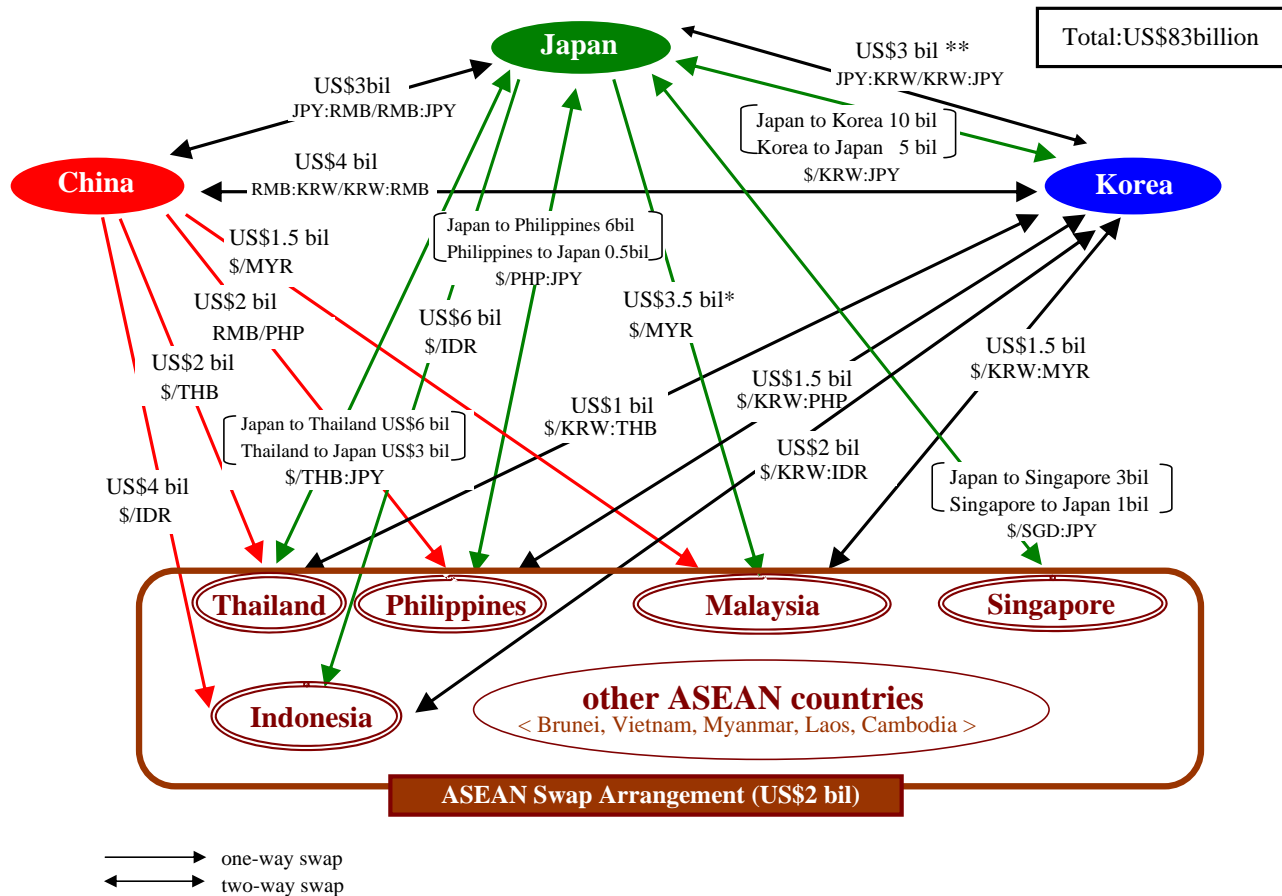 Japan
Total:US$83billion
US$3 bil **
JPY:KRW/KRW:JPY
US$3bil
JPY:RMB/RMB:JPY
Japan to Korea 10 bil
Korea to Japan 5 bil
$/KRW:JPY
China
US$4 bil
RMB:KRW/KRW:RMB
Korea
Japan to Philippines 6bil
Philippines to Japan 0.5bil
$/PHP:JPY
US$1.5 bil
$/MYR
US$2 bil
RMB/PHP
US$6 bil
$/IDR
US$3.5 bil*
$/MYR
US$2 bil
$/THB
US$1.5 bil
$/KRW:MYR
US$1.5 bil
$/KRW:PHP
US$1 bil
$/KRW:THB
Japan to Thailand US$6 bil
Thailand to Japan US$3 bil
$/THB:JPY
US$2 bil
$/KRW:IDR
US$4 bil
$/IDR
Japan to Singapore 3bil
Singapore to Japan 1bil
$/SGD:JPY
Thailand
Philippines
Malaysia
Singapore
Indonesia
other ASEAN countries
< Brunei, Vietnam, Myanmar, Laos, Cambodia >
ASEAN Swap Arrangement (US$2 bil)
one-way swap
two-way swap